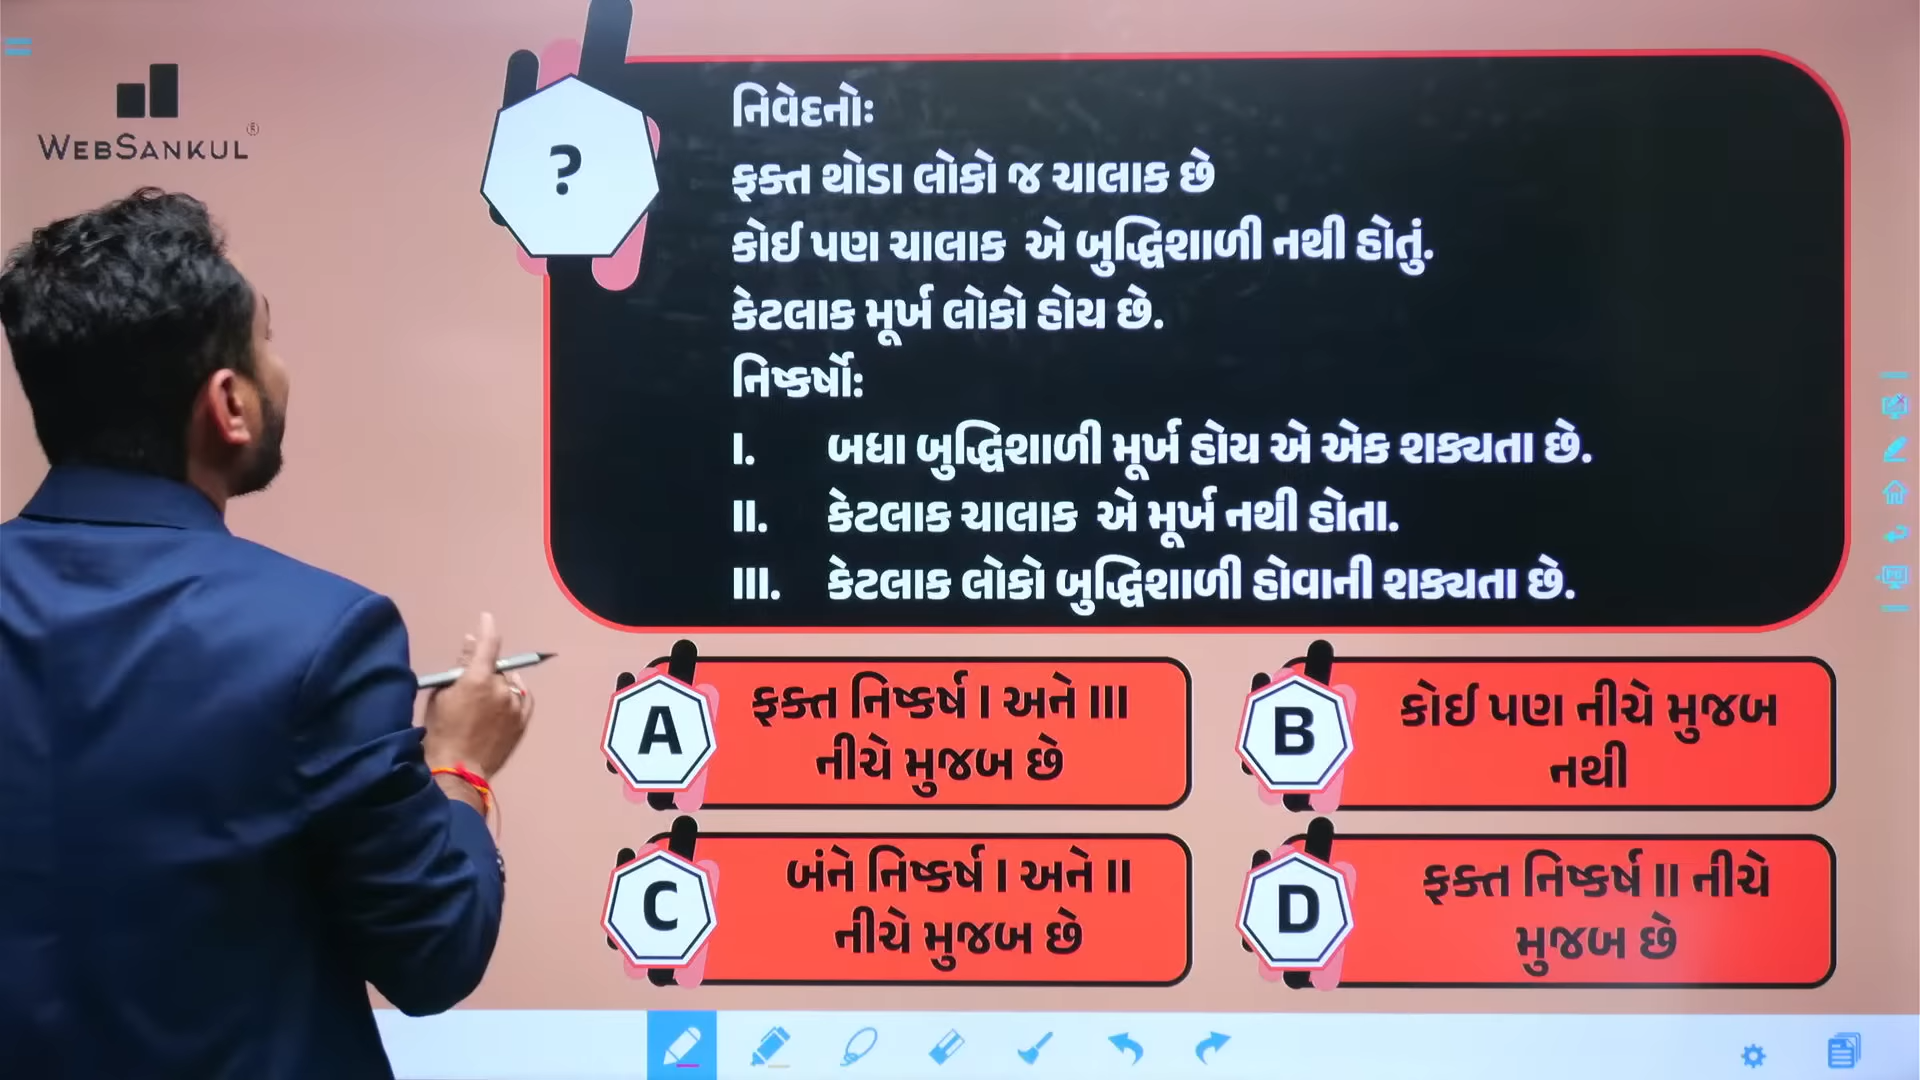 WEBSANKUL®
?
નિવેદનોઃ
ફક્ત થોડા લોકો જ ચાલાક છે
કોઈ પણ ચાલાક એ બુદ્ધિશાળી નથી હોતું.
કેટલાક મૂર્ખ લોકો હોય છે.
નિષ્કર્ષોઃ
I. બધા બુદ્ધિશાળી મૂર્ખ હોય એ એક શક્યતા છે.
II. કેટલાક ચાલાક એ મૂર્ખ નથી હોતા.
III. કેટલાક લોકો બુદ્ધિશાળી હોવાની શક્યતા છે.
A
ફક્ત નિષ્કર્ષ I અને III
નીચે મુજબ છે
B
કોઈ પણ નીચે મુજબ
નથી
C
બંને નિષ્કર્ષ I અને II
નીચે મુજબ છે
D
ફક્ત નિષ્કર્ષ II નીચે
મુજબ છે